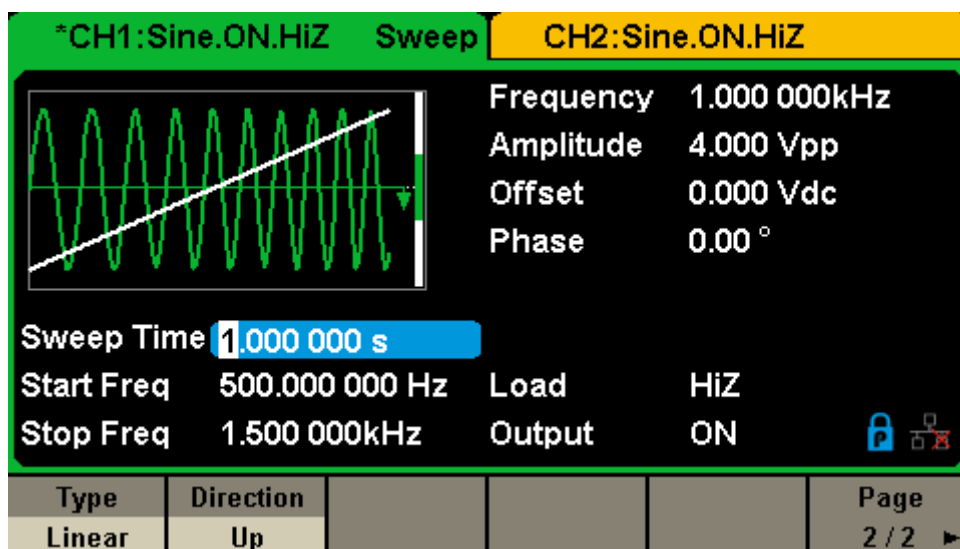 *CH1:Sine.ON.HiZ Sweep CH2:Sine.ON.HiZ
Frequency 1.000 000kHz
Amplitude 4.000 Vpp
Offset 0.000 Vdc
Phase 0.00 °
Sweep Time 1.000 000 s
Start Freq 500.000 000 Hz Load HiZ
Stop Freq 1.500 000kHz Output ON P
Type Direction Page
Linear Up 2 / 2